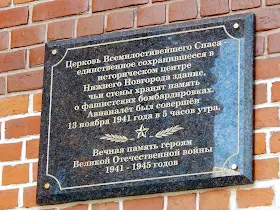 Церковь Всемилостивейшего Спаса
единственное сохранившееся в
историческом центре
Нижнего Новгорода здание,
чьи стены хранят память
о фашистских бомбардировках.
Авианалёт был совершён
13 ноября 1941 года в 5 часов утра.
Вечная память героям
Великой Отечественной войны
1941 - 1945 годов